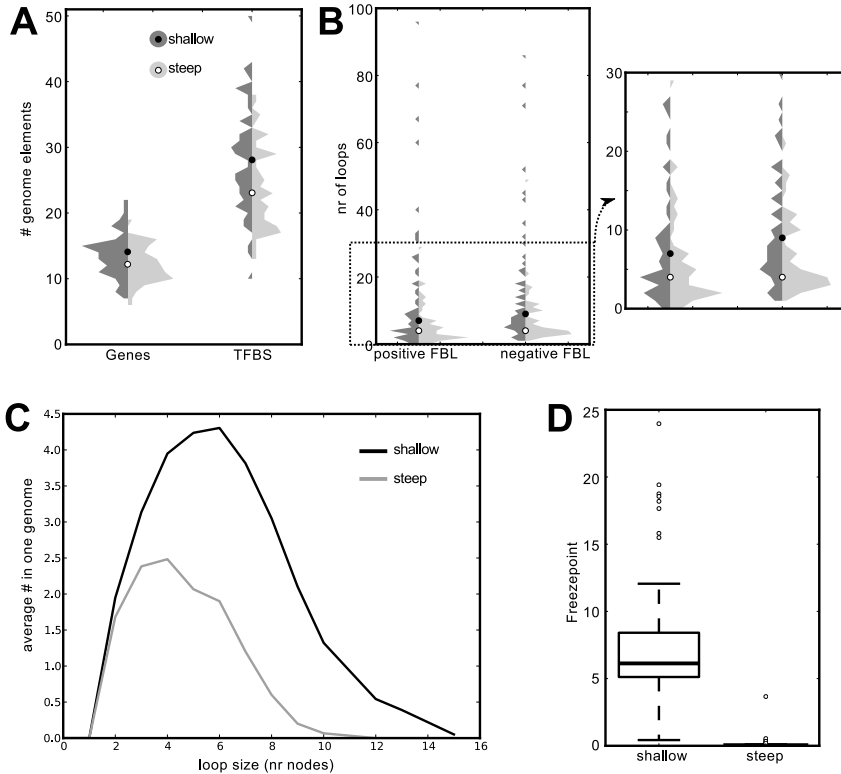 A
shallow
steep
# genome elements
50
40
30
20
10
0
Genes
TFBS
B
nr of loops
100
80
60
40
20
0
positive FBL
negative FBL
30
20
10
0
C
shallow
steep
average # in one genome
4.5
4.0
3.5
3.0
2.5
2.0
1.5
1.0
0.5
0.0
0 2 4 6 8 10 12 14 16
loop size (nr nodes)
D
Freezepoint
25
20
15
10
5
0
shallow
steep